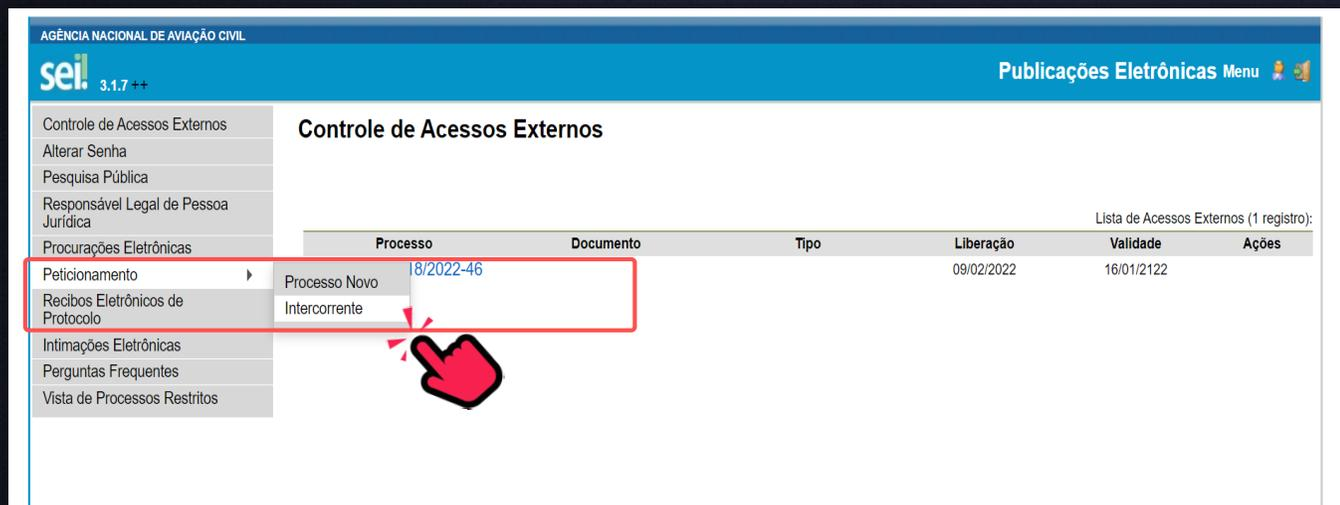 AGÊNCIA NACIONAL DE AVIAÇÃO CIVIL
sei! 3.1.7 ++
Publicações Eletrônicas Menu
Controle de Acessos Externos
Alterar Senha
Pesquisa Pública
Responsável Legal de Pessoa
Jurídica
Procurações Eletrônicas
Peticionamento
Recibos Eletrônicos de
Protocolo
Intimações Eletrônicas
Perguntas Frequentes
Vista de Processos Restritos
Processo Novo
Intercorrente
Controle de Acessos Externos
Lista de Acessos Externos (1 registro):
Processo Documento Tipo Liberação Validade Ações
8/2022-46 09/02/2022 16/01/2122